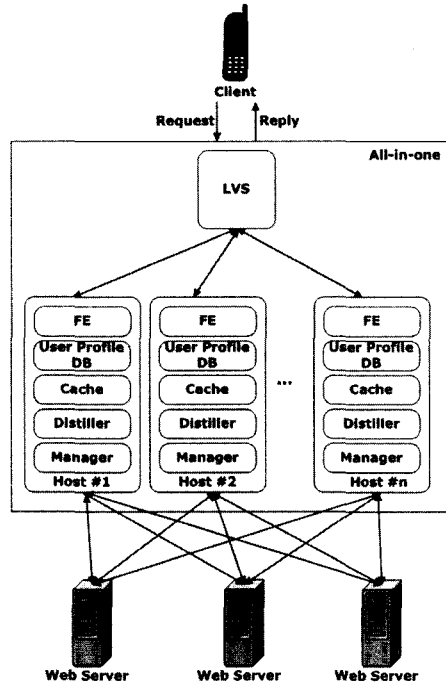 Client
Request
Reply
All-in-one
LVS
FE
User Profile
DB
Cache
Distiller
Manager
Host #1
FE
User Profile
DB
Cache
Distiller
Manager
Host #2
...
FE
User Profile
DB
Cache
Distiller
Manager
Host #n
Web Server
Web Server
Web Server